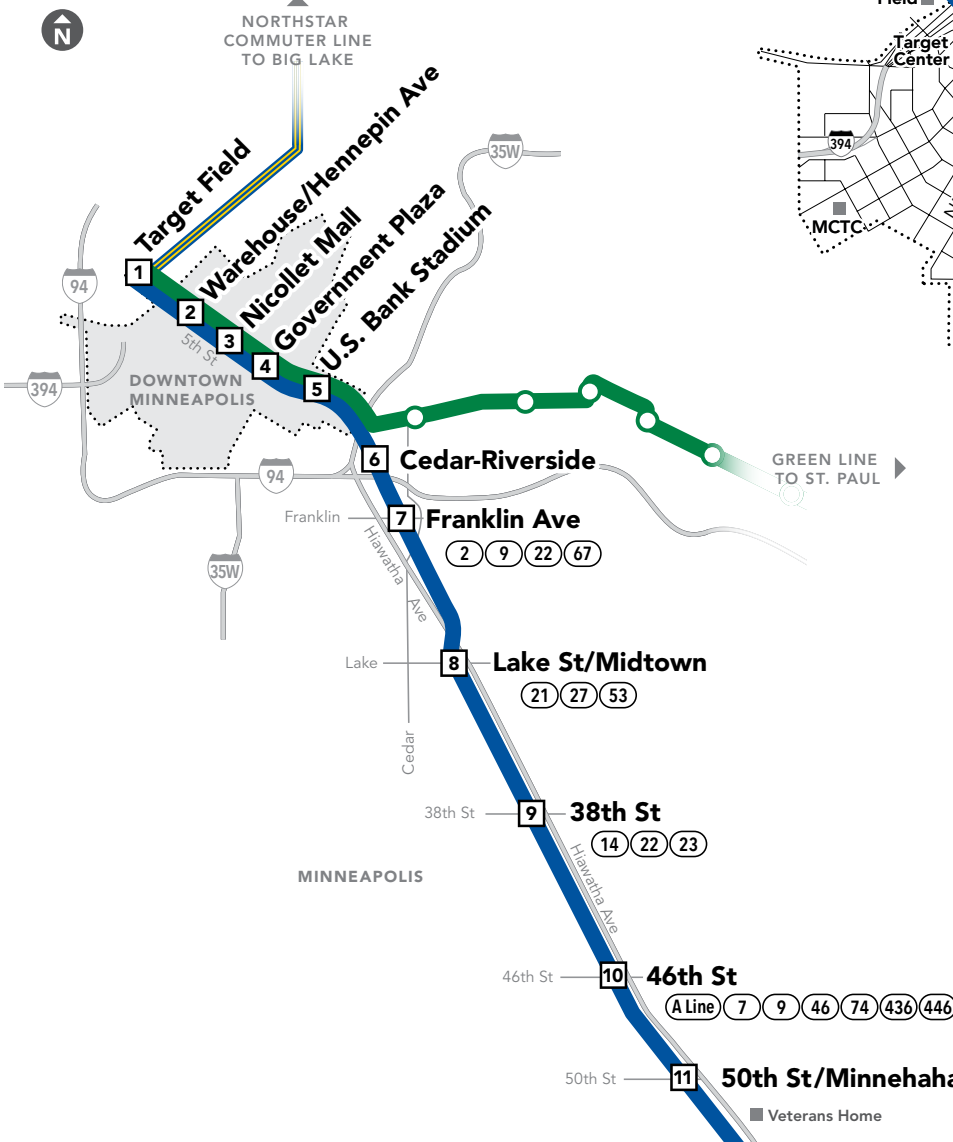 N
NORTHSTAR
COMMUTER LINE
TO BIG LAKE
Target
Center
394
MCTC
35W
94
394
Target Field
Warehouse/Hennepin Ave
Nicollet Mall
Government Plaza
U.S. Bank Stadium
1
2
3
4
5
5th St
DOWNTOWN
MINNEAPOLIS
GREEN LINE
TO ST. PAUL
6 Cedar-Riverside
94
Franklin
7 Franklin Ave
2 9 22 67
Hiawatha Ave
35W
Lake
8 Lake St/Midtown
21 27 53
Cedar
38th St
9 38th St
14 22 23
Hiawatha Ave
MINNEAPOLIS
46th St
10 46th St
A Line 7 9 46 74 436 446
50th St
11 50th St/Minnehaha
Veterans Home